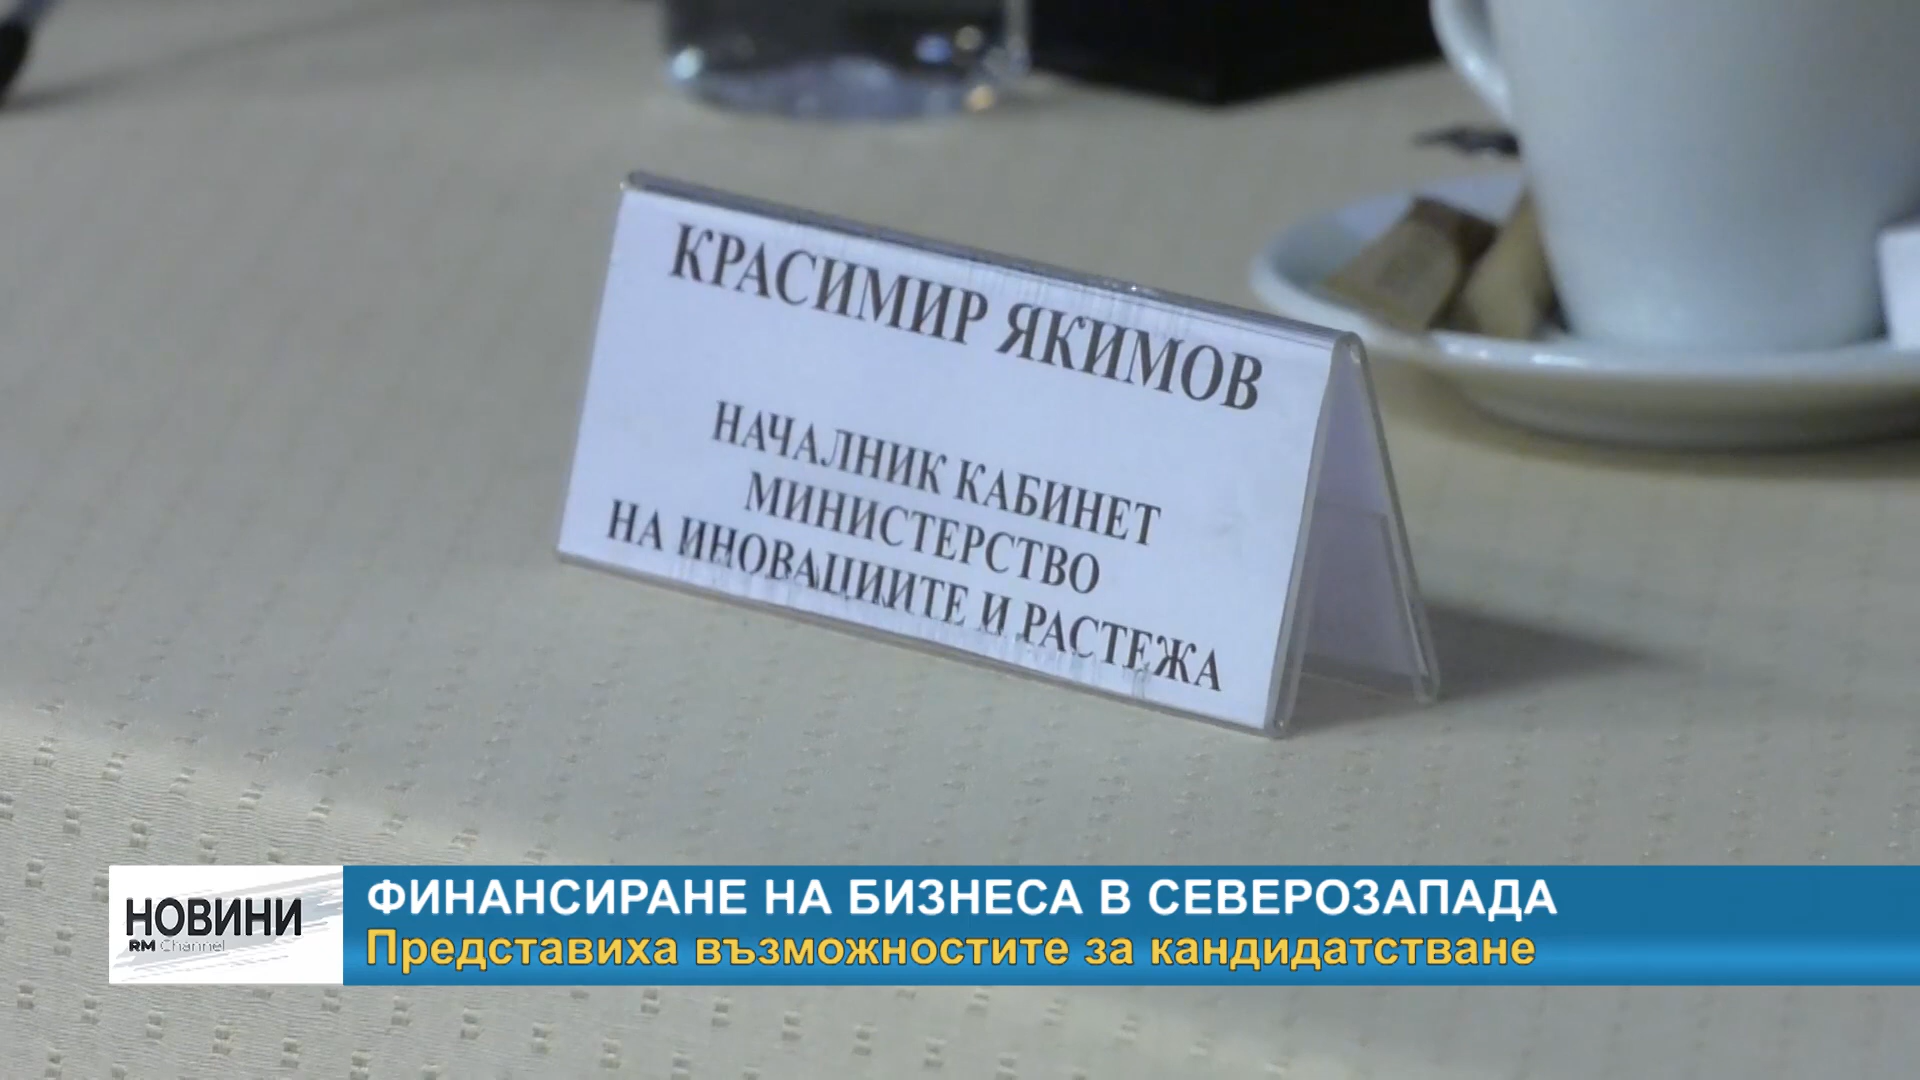 КРАСИМИР ЯКИМОВ
НАЧАЛНИК КАБИНЕТ
МИНИСТЕРСТВО
НА ИНОВАЦИИТЕ И РАСТЕЖА
НОВИНИ
RM Channel
ФИНАНСИРАНЕ НА БИЗНЕСА В СЕВЕРОЗАПАДА
Представиха възможностите за кандидатстване